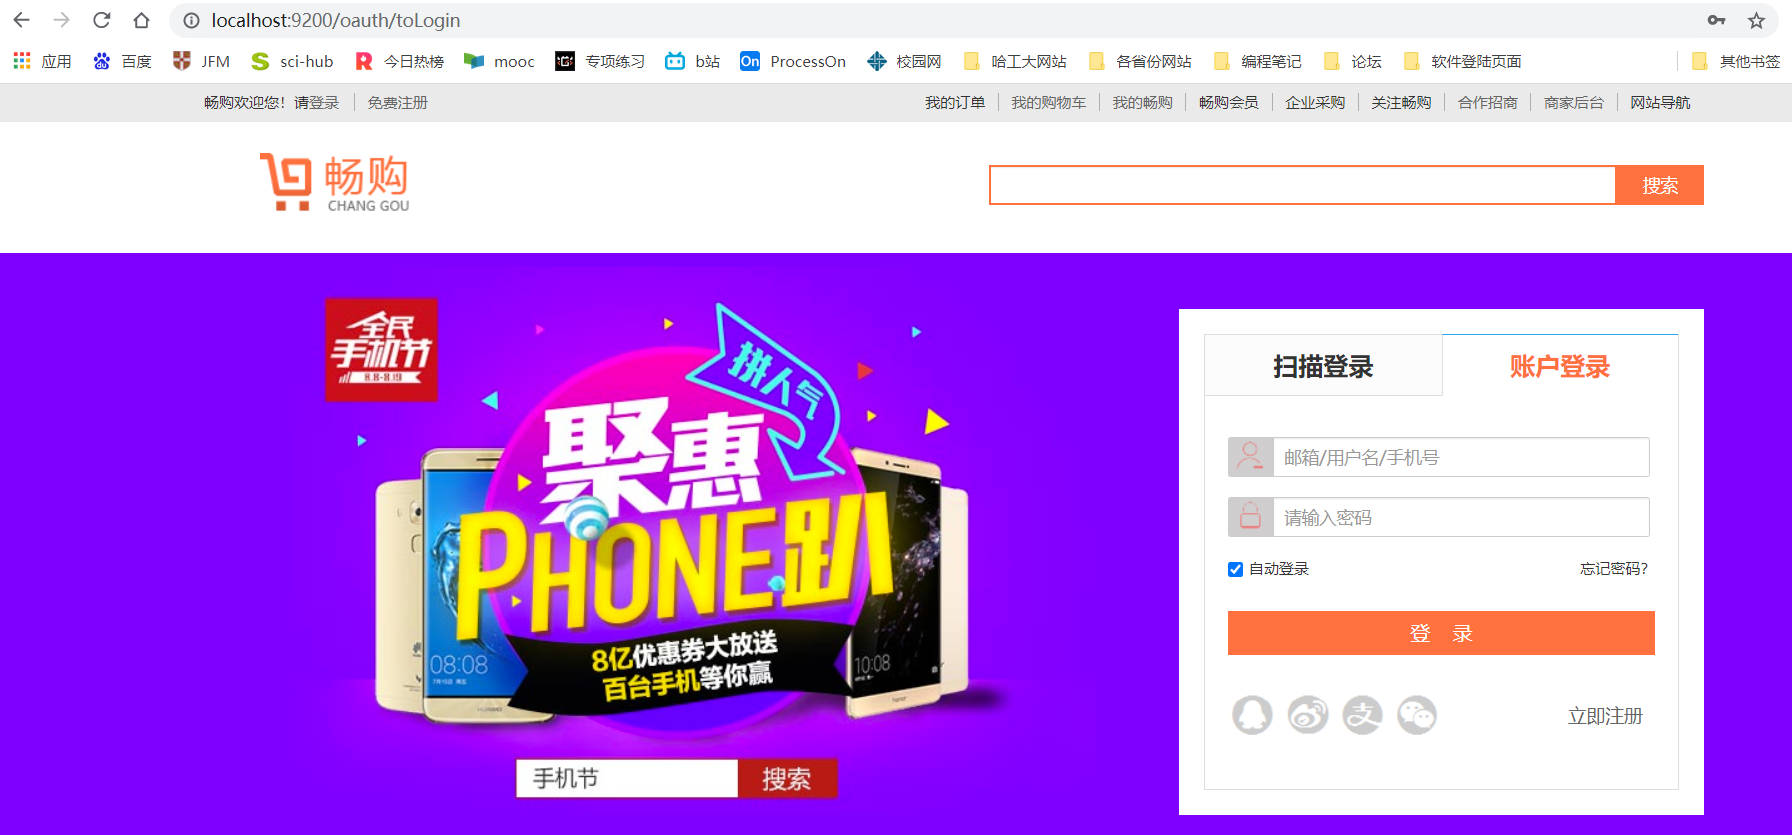 localhost:9200/oauth/toLogin
应用 百度 JFM sci-hub 今日热榜 mooc 专项练习 b站 On ProcessOn 校园网 哈工大网站 各省份网站 编程笔记 论坛 软件登陆页面 其他书签
畅购欢迎您！请登录 免费注册 我的订单 我的购物车 我的畅购 畅购会员 企业采购 关注畅购 合作招商 商家后台 网站导航
畅购
CHANG GOU
搜索
全民
手机节
8.8-8.19
拼人气
聚惠
PHONE趴
8亿优惠券大放送
百台手机等你赢
08:08
10:08
HUAWEI
honor
手机节 搜索
扫描登录 账户登录
邮箱/用户名/手机号
请输入密码
自动登录 忘记密码?
登 录
支
立即注册